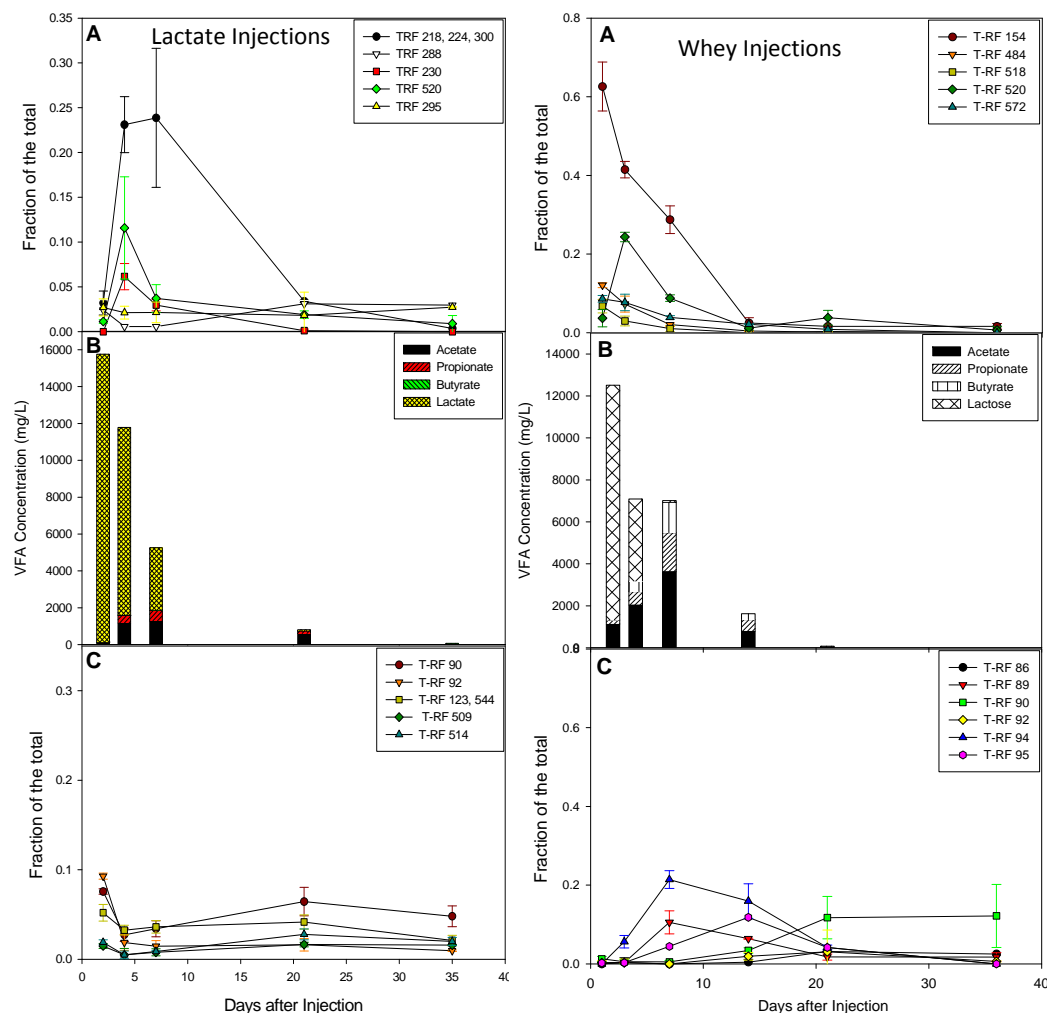 Lactate Injections
A
TRF 218, 224, 300
TRF 288
TRF 230
TRF 520
TRF 295
Fraction of the total
0.35
0.30
0.25
0.20
0.15
0.10
0.05
0.00
B
Acetate
Propionate
Butyrate
Lactate
VFA Concentration (mg/L)
16000
14000
12000
10000
8000
6000
4000
2000
0
C
T-RF 90
T-RF 92
T-RF 123, 544
T-RF 509
T-RF 514
Fraction of the total
0.3
0.2
0.1
0.0
0 5 10 15 20 25 30 35 40
Days after Injection
Whey Injections
A
T-RF 154
T-RF 484
T-RF 518
T-RF 520
T-RF 572
Fraction of the total
0.8
0.6
0.4
0.2
0.0
B
Acetate
Propionate
Butyrate
Lactose
VFA Concentration (mg/L)
14000
12000
10000
8000
6000
4000
2000
C
T-RF 86
T-RF 89
T-RF 90
T-RF 92
T-RF 94
T-RF 95
Fraction of the total
0.6
0.4
0.2
0.0
0 10 20 30 40
Days after Injection